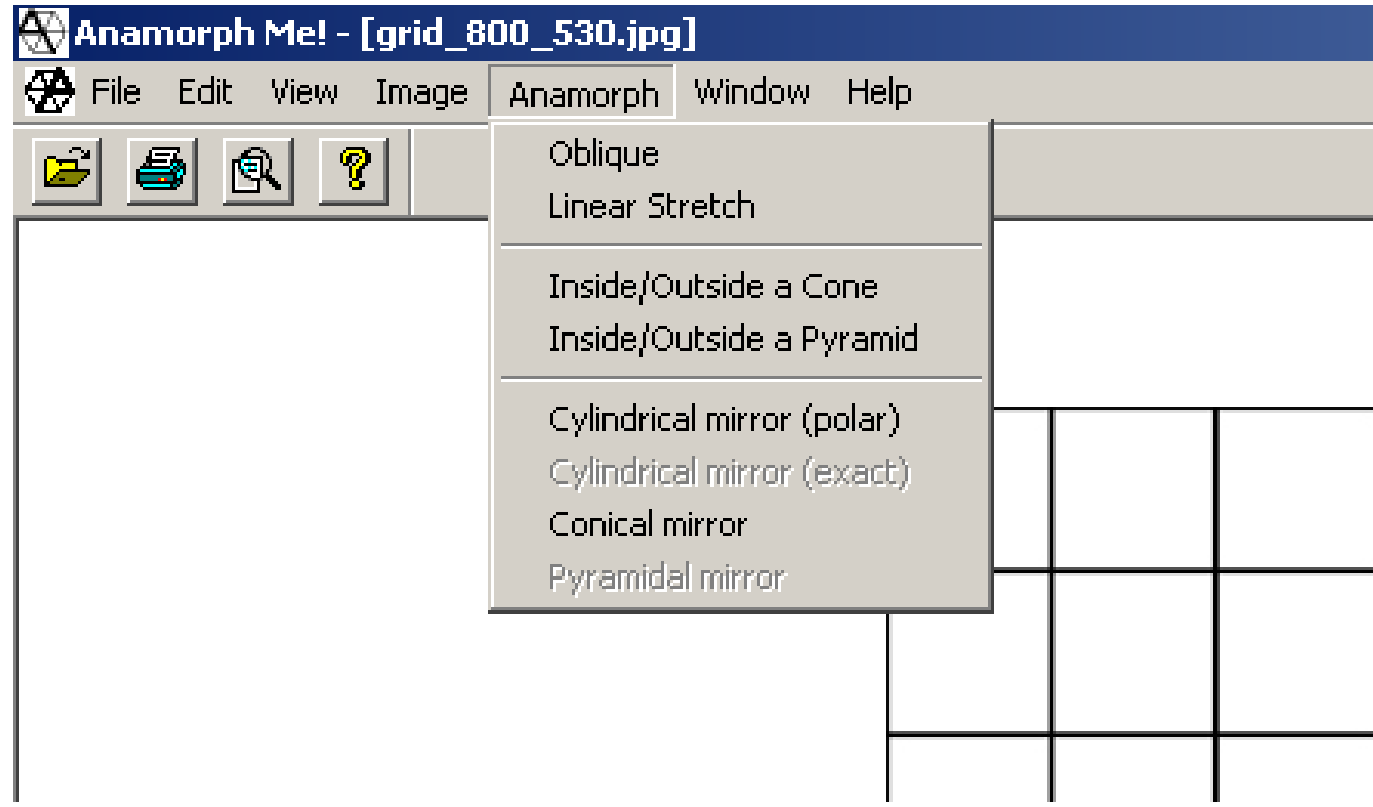 Anamorph Me! - [grid_800_530.jpg]
File Edit View Image Anamorph Window Help
Oblique
Linear Stretch
Inside/Outside a Cone
Inside/Outside a Pyramid
Cylindrical mirror (polar)
Cylindrical mirror (exact)
Conical mirror
Pyramidal mirror